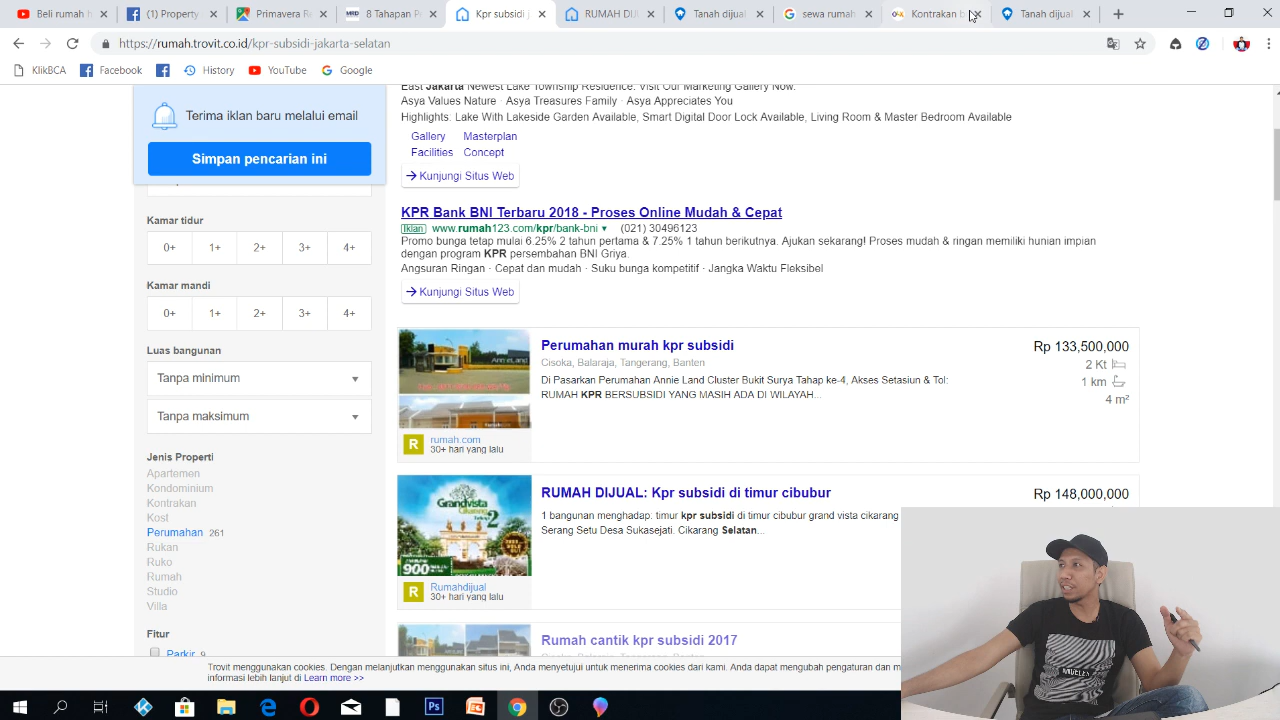 Beli rumah h
(1) Property
Primavera Re
8 Tahapan P
Kpr subsidi j
RUMAH DIJU
Tanah dijual
sewa rumah
Kontrakan b
Tanah dijual
https://rumah.trovit.co.id/kpr-subsidi-jakarta-selatan
KlikBCA
Facebook
History
YouTube
Google
Terima iklan baru melalui email
Simpan pencarian ini
Kamar tidur
0+ 1+ 2+ 3+ 4+
Kamar mandi
0+ 1+ 2+ 3+ 4+
Luas bangunan
Tanpa minimum
Tanpa maksimum
Jenis Properti
Apartemen
Kondominium
Kontrakan
Kost
Perumahan 261
Rukan
Ruko
Rumah
Studio
Villa
Fitur
Parkir 9
East Jakarta Newest Lake Township Residence. Visit Our Marketing Gallery Now.
Asya Values Nature · Asya Treasures Family · Asya Appreciates You
Highlights: Lake With Lakeside Garden Available, Smart Digital Door Lock Available, Living Room & Master Bedroom Available
Gallery Masterplan
Facilities Concept
Kunjungi Situs Web
KPR Bank BNI Terbaru 2018 - Proses Online Mudah & Cepat
Iklan www.rumah123.com/kpr/bank-bni (021) 30496123
Promo bunga tetap mulai 6.25% 2 tahun pertama & 7.25% 1 tahun berikutnya. Ajukan sekarang! Proses mudah & ringan memiliki hunian impian
dengan program KPR persembahan BNI Griya.
Angsuran Ringan · Cepat dan mudah · Suku bunga kompetitif · Jangka Waktu Fleksibel
Kunjungi Situs Web
Perumahan murah kpr subsidi
Rp 133,500,000
Cisoka, Balaraja, Tangerang, Banten
2 Kt
Di Pasarkan Perumahan Annie Land Cluster Bukit Surya Tahap ke-4, Akses Setasiun & Tol:
1 km
RUMAH KPR BERSUBSIDI YANG MASIH ADA DI WILAYAH...
4 m²
R
rumah.com
30+ hari yang lalu
RUMAH DIJUAL: Kpr subsidi di timur cibubur
Rp 148,000,000
1 bangunan menghadap: timur kpr subsidi di timur cibubur grand vista cikarang
Serang Setu Desa Sukasejati. Cikarang Selatan...
Grandvista
Cikarang
2
900
R
Rumahdijual
30+ hari yang lalu
Rumah cantik kpr subsidi 2017
Trovit menggunakan cookies. Dengan melanjutkan menggunakan situs ini, Anda menyetujui untuk menerima cookies dari kami. Anda dapat mengubah pengaturan dan m
informasi lebih lanjut di Learn more >>